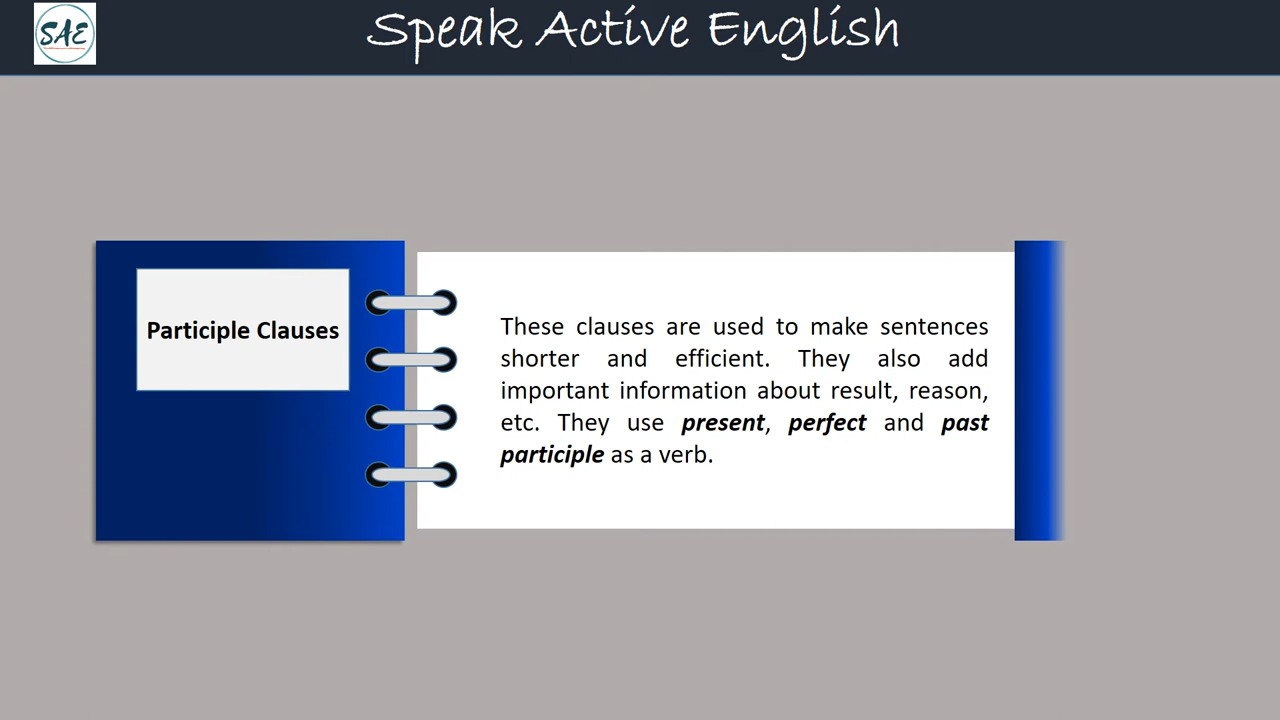 SAE
Speak Active English
Participle Clauses
These clauses are used to make sentences
shorter and efficient. They also add
important information about result, reason,
etc. They use present, perfect and past
participle as a verb.